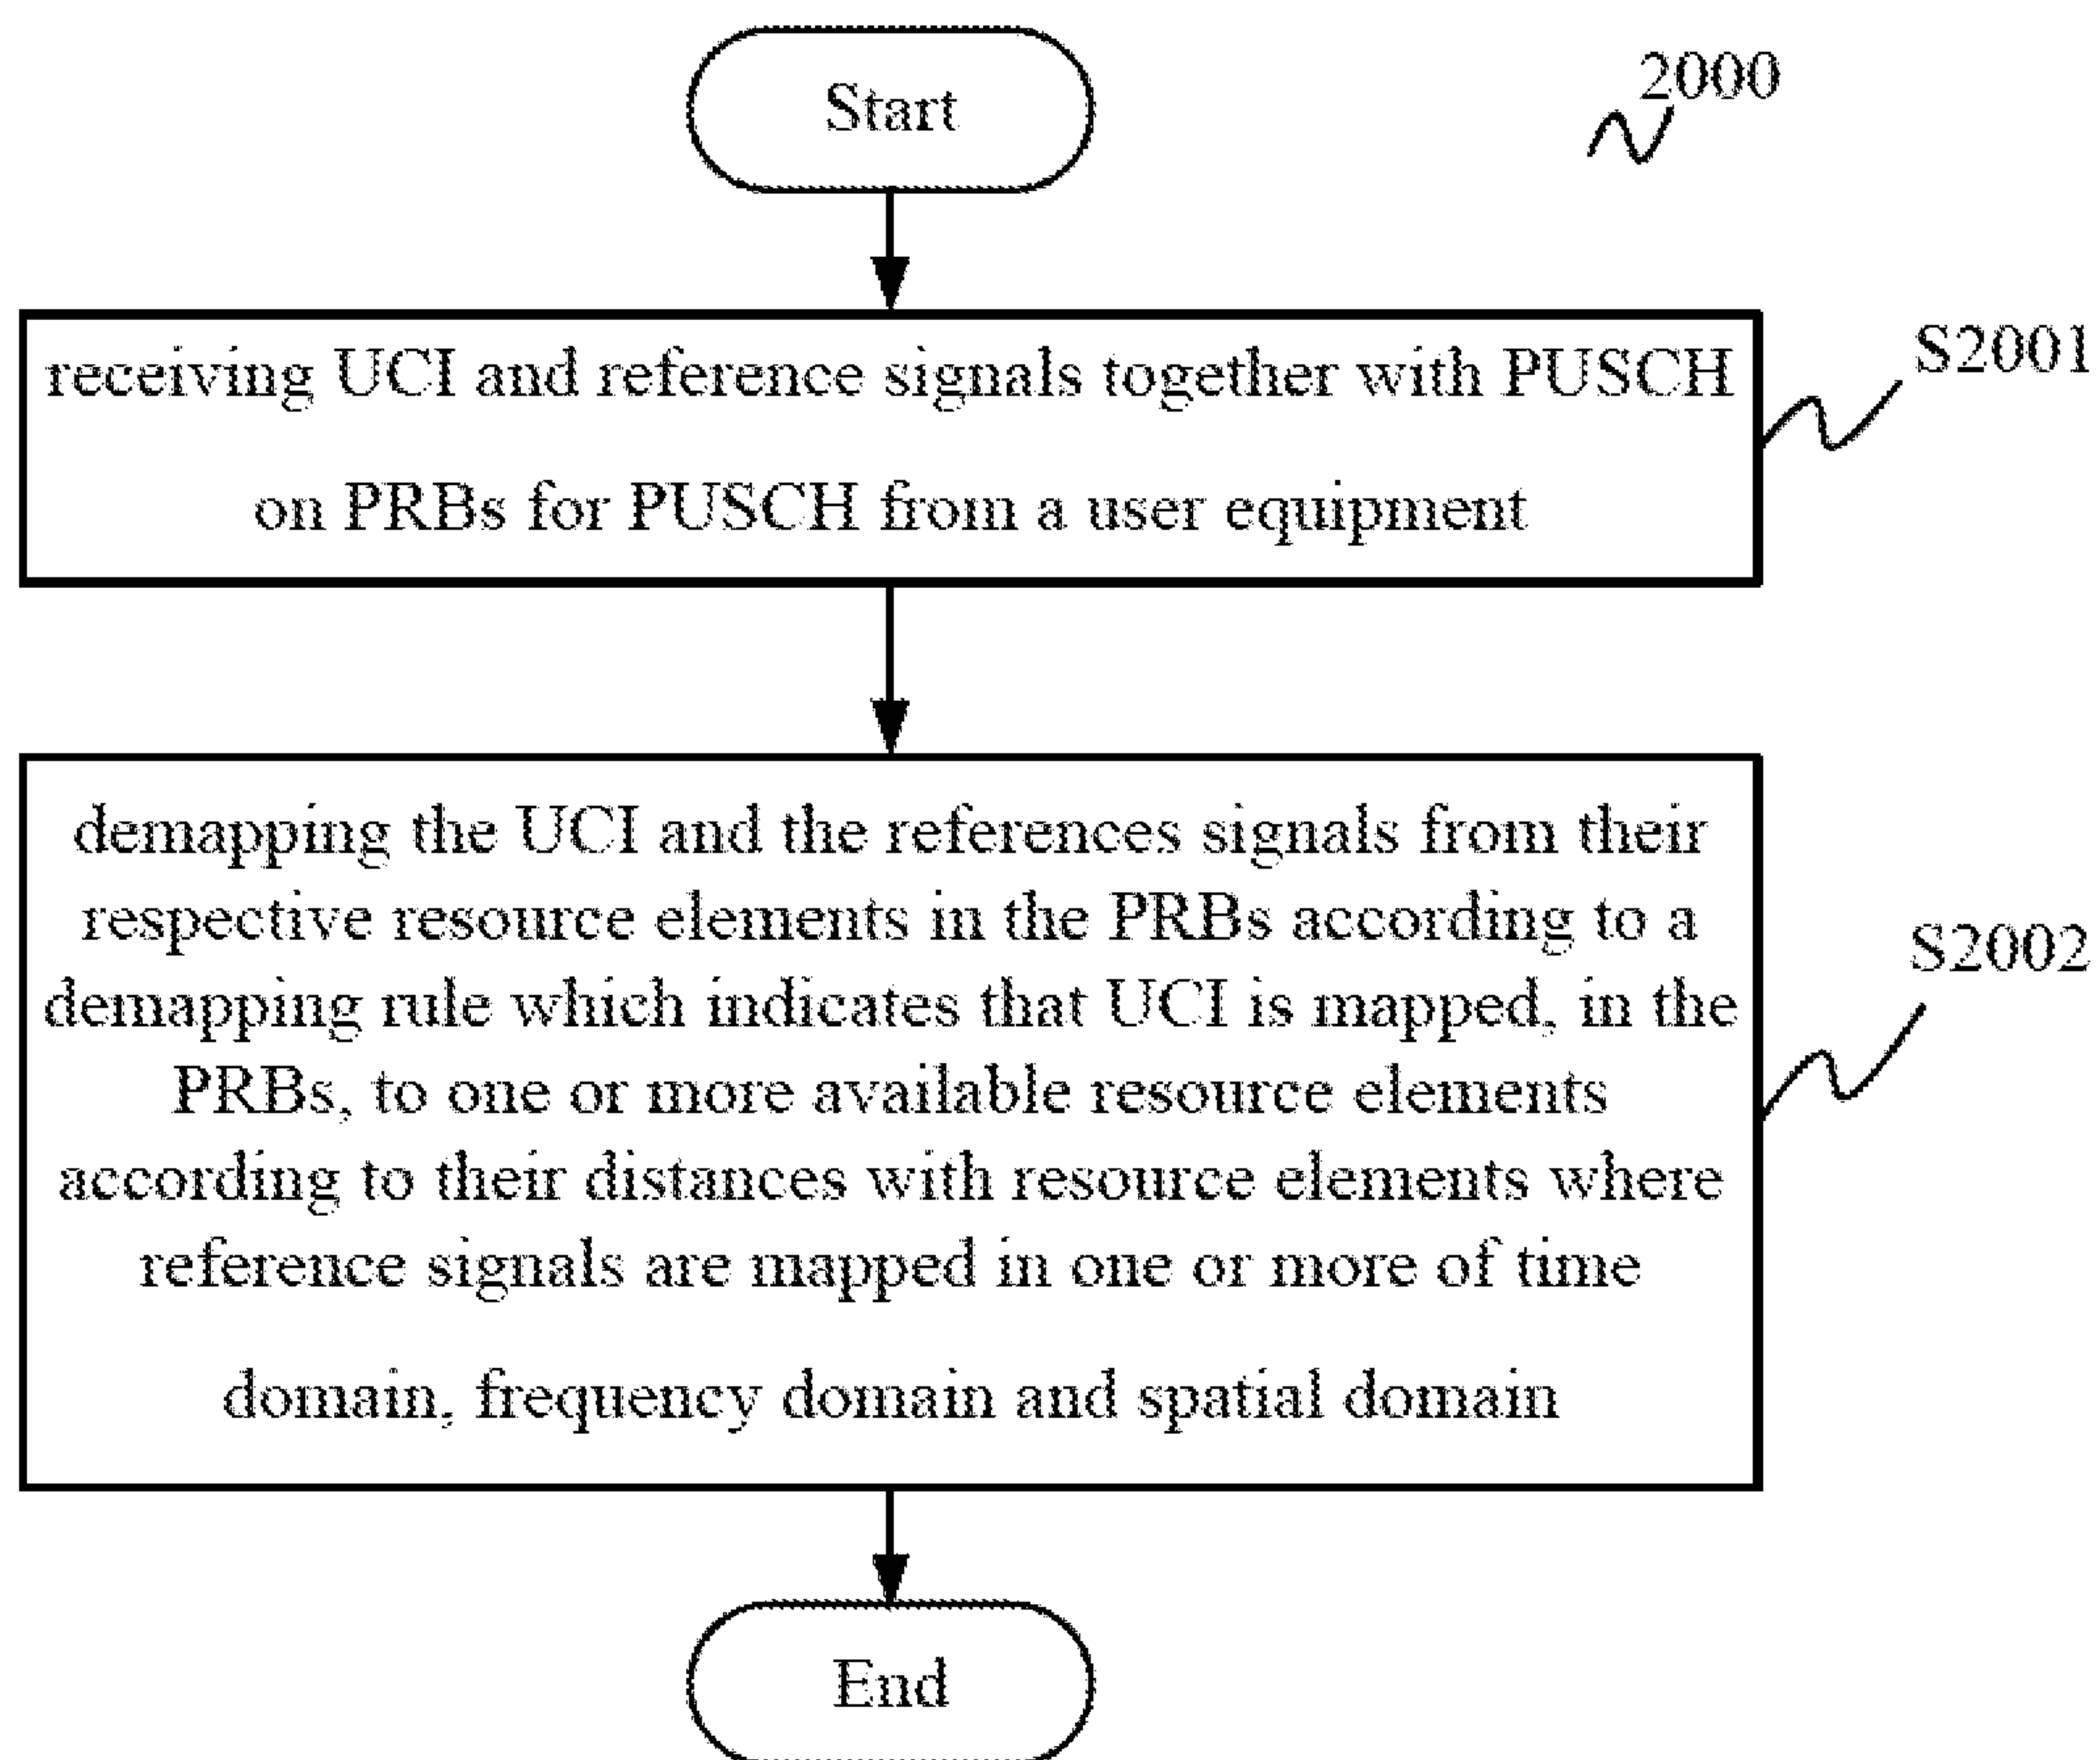 Start
2000
receiving UCI and reference signals together with PUSCH
on PRBs for PUSCH from a user equipment
S2001
demapping the UCI and the references signals from their
respective resource elements in the PRBs according to a
demapping rule which indicates that UCI is mapped, in the
PRBs, to one or more available resource elements
according to their distances with resource elements where
reference signals are mapped in one or more of time
domain, frequency domain and spatial domain
S2002
End